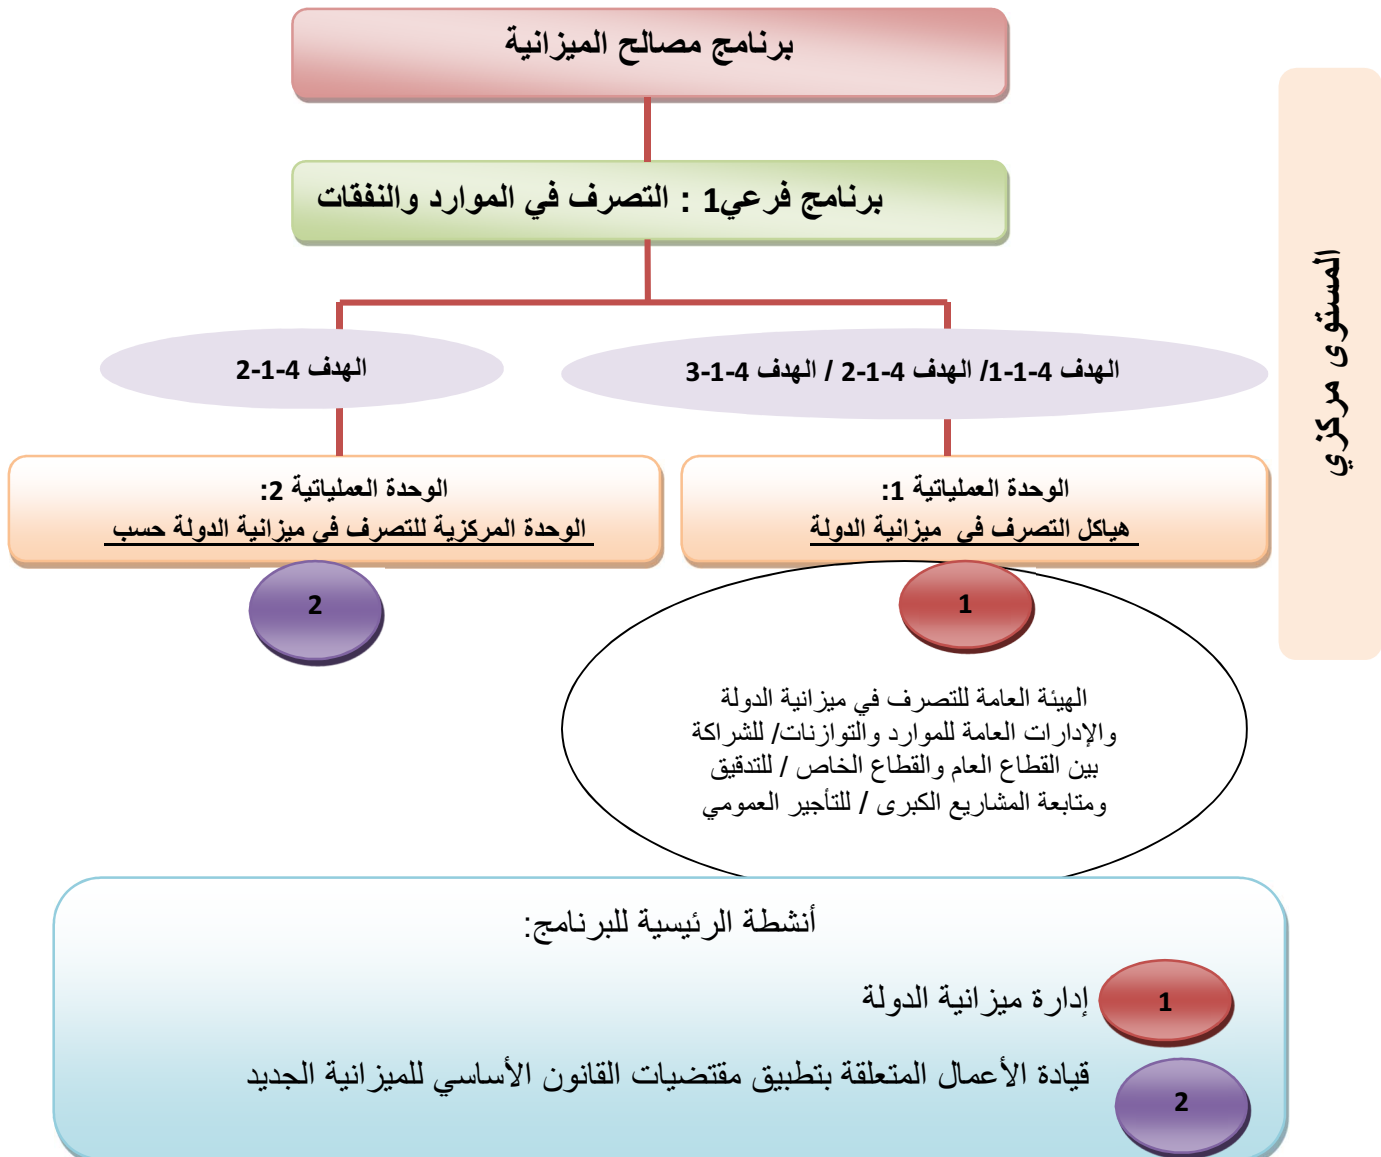 برنامج مصالح الميزانية
برنامج فرعي1 : التصرف في الموارد والنفقات
المستوى مركزي
الهدف 4-1-1/ الهدف 4-1-2 / الهدف 4-1-3
الهدف 4-1-2
الوحدة العملياتية 1:
هياكل التصرف في ميزانية الدولة
الوحدة العملياتية 2:
الوحدة المركزية للتصرف في ميزانية الدولة حسب
1
2
الهيئة العامة للتصرف في ميزانية الدولة
والإدارات العامة للموارد والتوازنات/ للشراكة
بين القطاع العام والقطاع الخاص / للتدقيق
ومتابعة المشاريع الكبرى / للتأجير العمومي
أنشطة الرئيسية للبرنامج:
1 إدارة ميزانية الدولة
2 قيادة الأعمال المتعلقة بتطبيق مقتضيات القانون الأساسي للميزانية الجديد